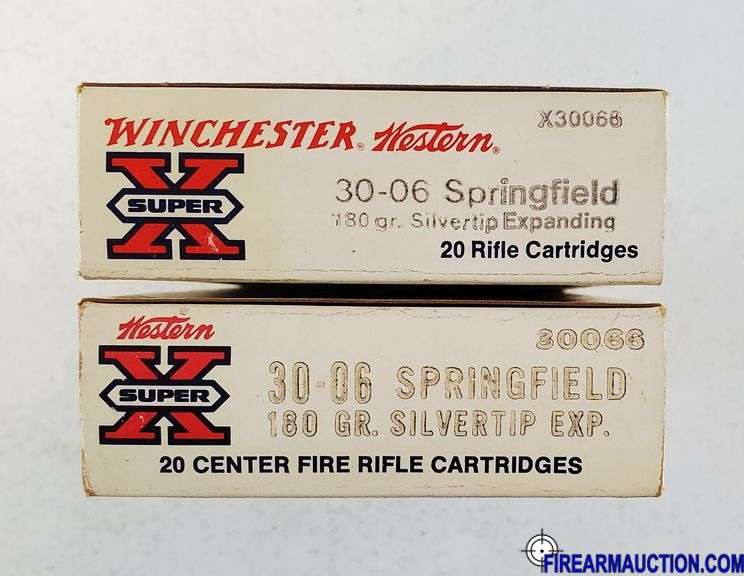 WINCHESTER® Western®
X30066
SUPER X
30-06 Springfield
180 gr. Silvertip Expanding
20 Rifle Cartridges
Western
30066
SUPER X
30-06 SPRINGFIELD
180 GR. SILVERTIP EXP.
20 CENTER FIRE RIFLE CARTRIDGES
FIREARMAUCTION.COM